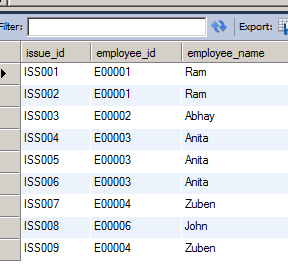 Filter: Export:
issue_id employee_id employee_name
ISS001 E00001 Ram
ISS002 E00001 Ram
ISS003 E00002 Abhay
ISS004 E00003 Anita
ISS005 E00003 Anita
ISS006 E00003 Anita
ISS007 E00004 Zuben
ISS008 E00006 John
ISS009 E00004 Zuben